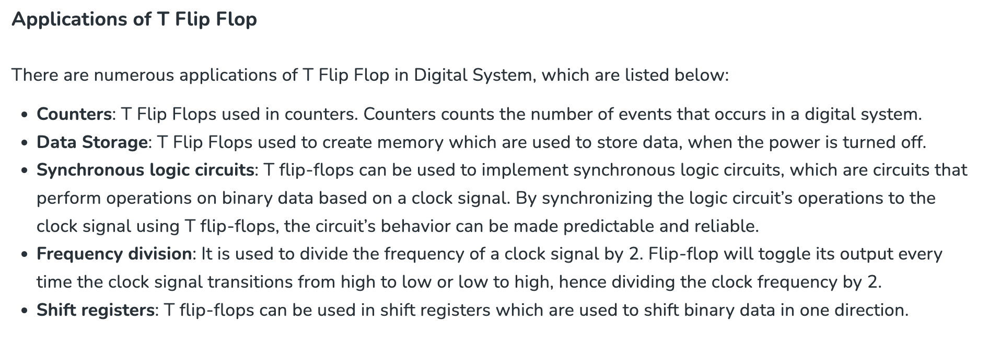 Applications of T Flip Flop
There are numerous applications of T Flip Flop in Digital System, which are listed below:
• Counters: T Flip Flops used in counters. Counters counts the number of events that occurs in a digital system.
• Data Storage: T Flip Flops used to create memory which are used to store data, when the power is turned off.
• Synchronous logic circuits: T flip-flops can be used to implement synchronous logic circuits, which are circuits that
perform operations on binary data based on a clock signal. By synchronizing the logic circuit’s operations to the
clock signal using T flip-flops, the circuit’s behavior can be made predictable and reliable.
• Frequency division: It is used to divide the frequency of a clock signal by 2. Flip-flop will toggle its output every
time the clock signal transitions from high to low or low to high, hence dividing the clock frequency by 2.
• Shift registers: T flip-flops can be used in shift registers which are used to shift binary data in one direction.